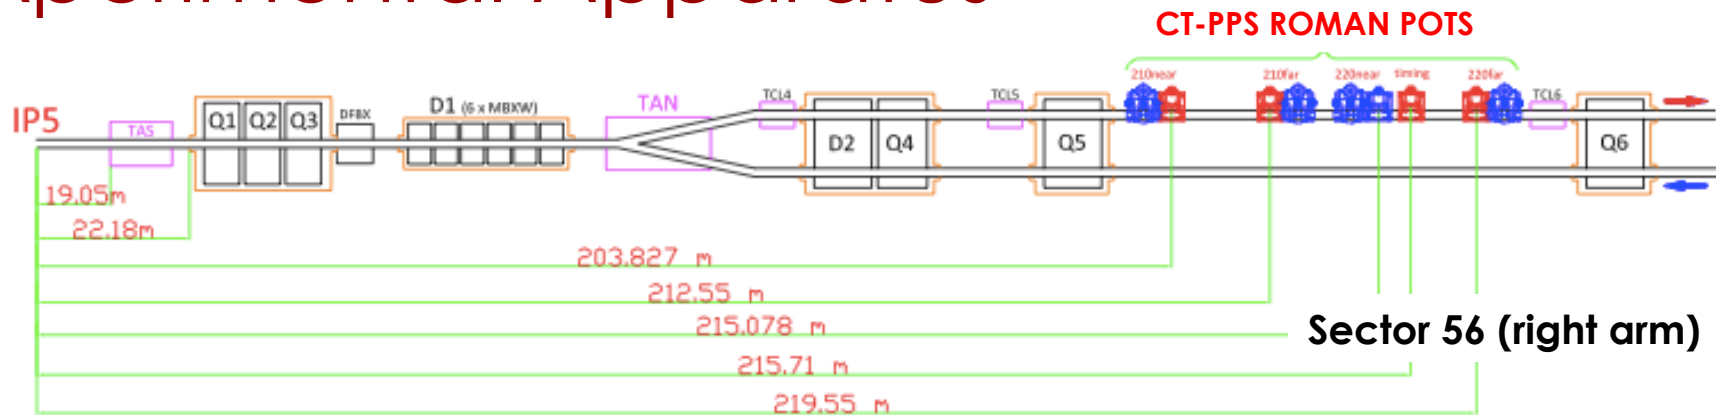 perimental Apparatus
CT-PPS ROMAN POTS
210near 210far 220near timing 220far
IP5
TAS
Q1 Q2 Q3
DFBX
D1 (6 x MBXW)
TAN
TCL4
D2 Q4
TCL5
Q5
TCL6
Q6
19.05m
22.18m
203.827 m
212.55 m
215.078 m
Sector 56 (right arm)
215.71 m
219.55 m